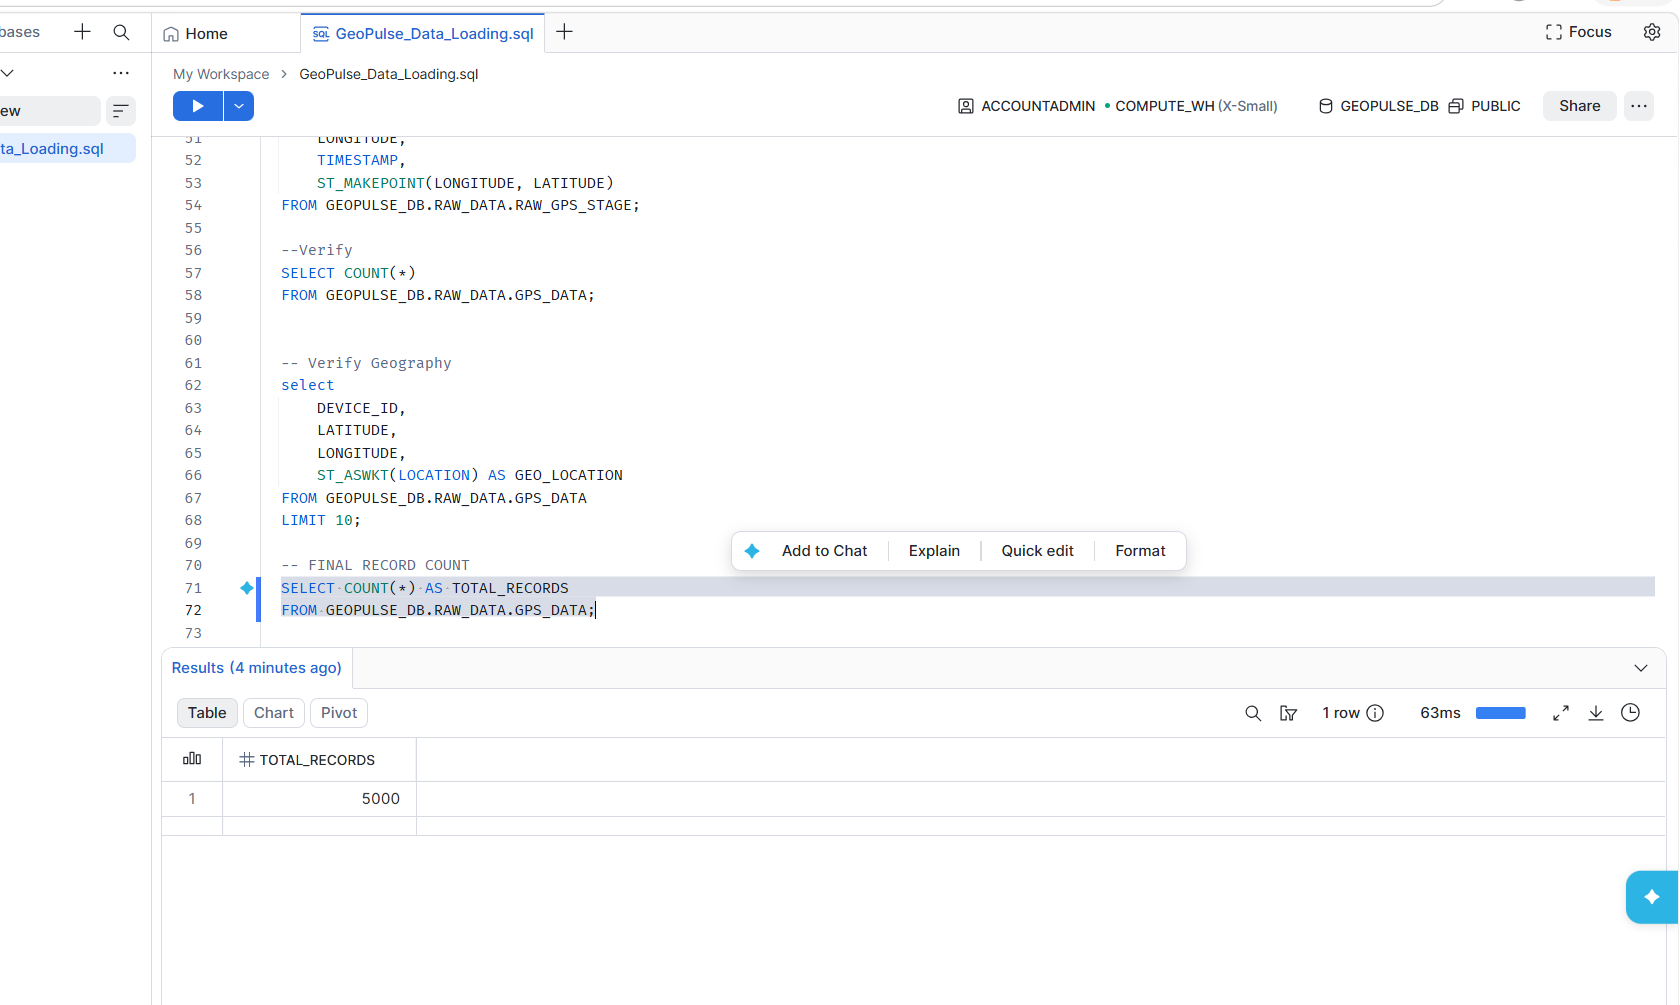 bases
Home
SQL GeoPulse_Data_Loading.sql
Focus
My Workspace > GeoPulse_Data_Loading.sql
ew
ACCOUNTADMIN • COMPUTE_WH (X-Small)
GEOPULSE_DB
PUBLIC
Share
ta_Loading.sql
51 LONGITUDE,
52 TIMESTAMP,
53 ST_MAKEPOINT(LONGITUDE, LATITUDE)
54 FROM GEOPULSE_DB.RAW_DATA.RAW_GPS_STAGE;
55
56 --Verify
57 SELECT COUNT(*)
58 FROM GEOPULSE_DB.RAW_DATA.GPS_DATA;
59
60
61 -- Verify Geography
62 select
63 DEVICE_ID,
64 LATITUDE,
65 LONGITUDE,
66 ST_ASWKT(LOCATION) AS GEO_LOCATION
67 FROM GEOPULSE_DB.RAW_DATA.GPS_DATA
68 LIMIT 10;
69
Add to Chat
Explain
Quick edit
Format
70 -- FINAL RECORD COUNT
71 SELECT COUNT(*) AS TOTAL_RECORDS
72 FROM GEOPULSE_DB.RAW_DATA.GPS_DATA;
73
Results (4 minutes ago)
Table
Chart
Pivot
1 row
63ms
TOTAL_RECORDS
1 5000